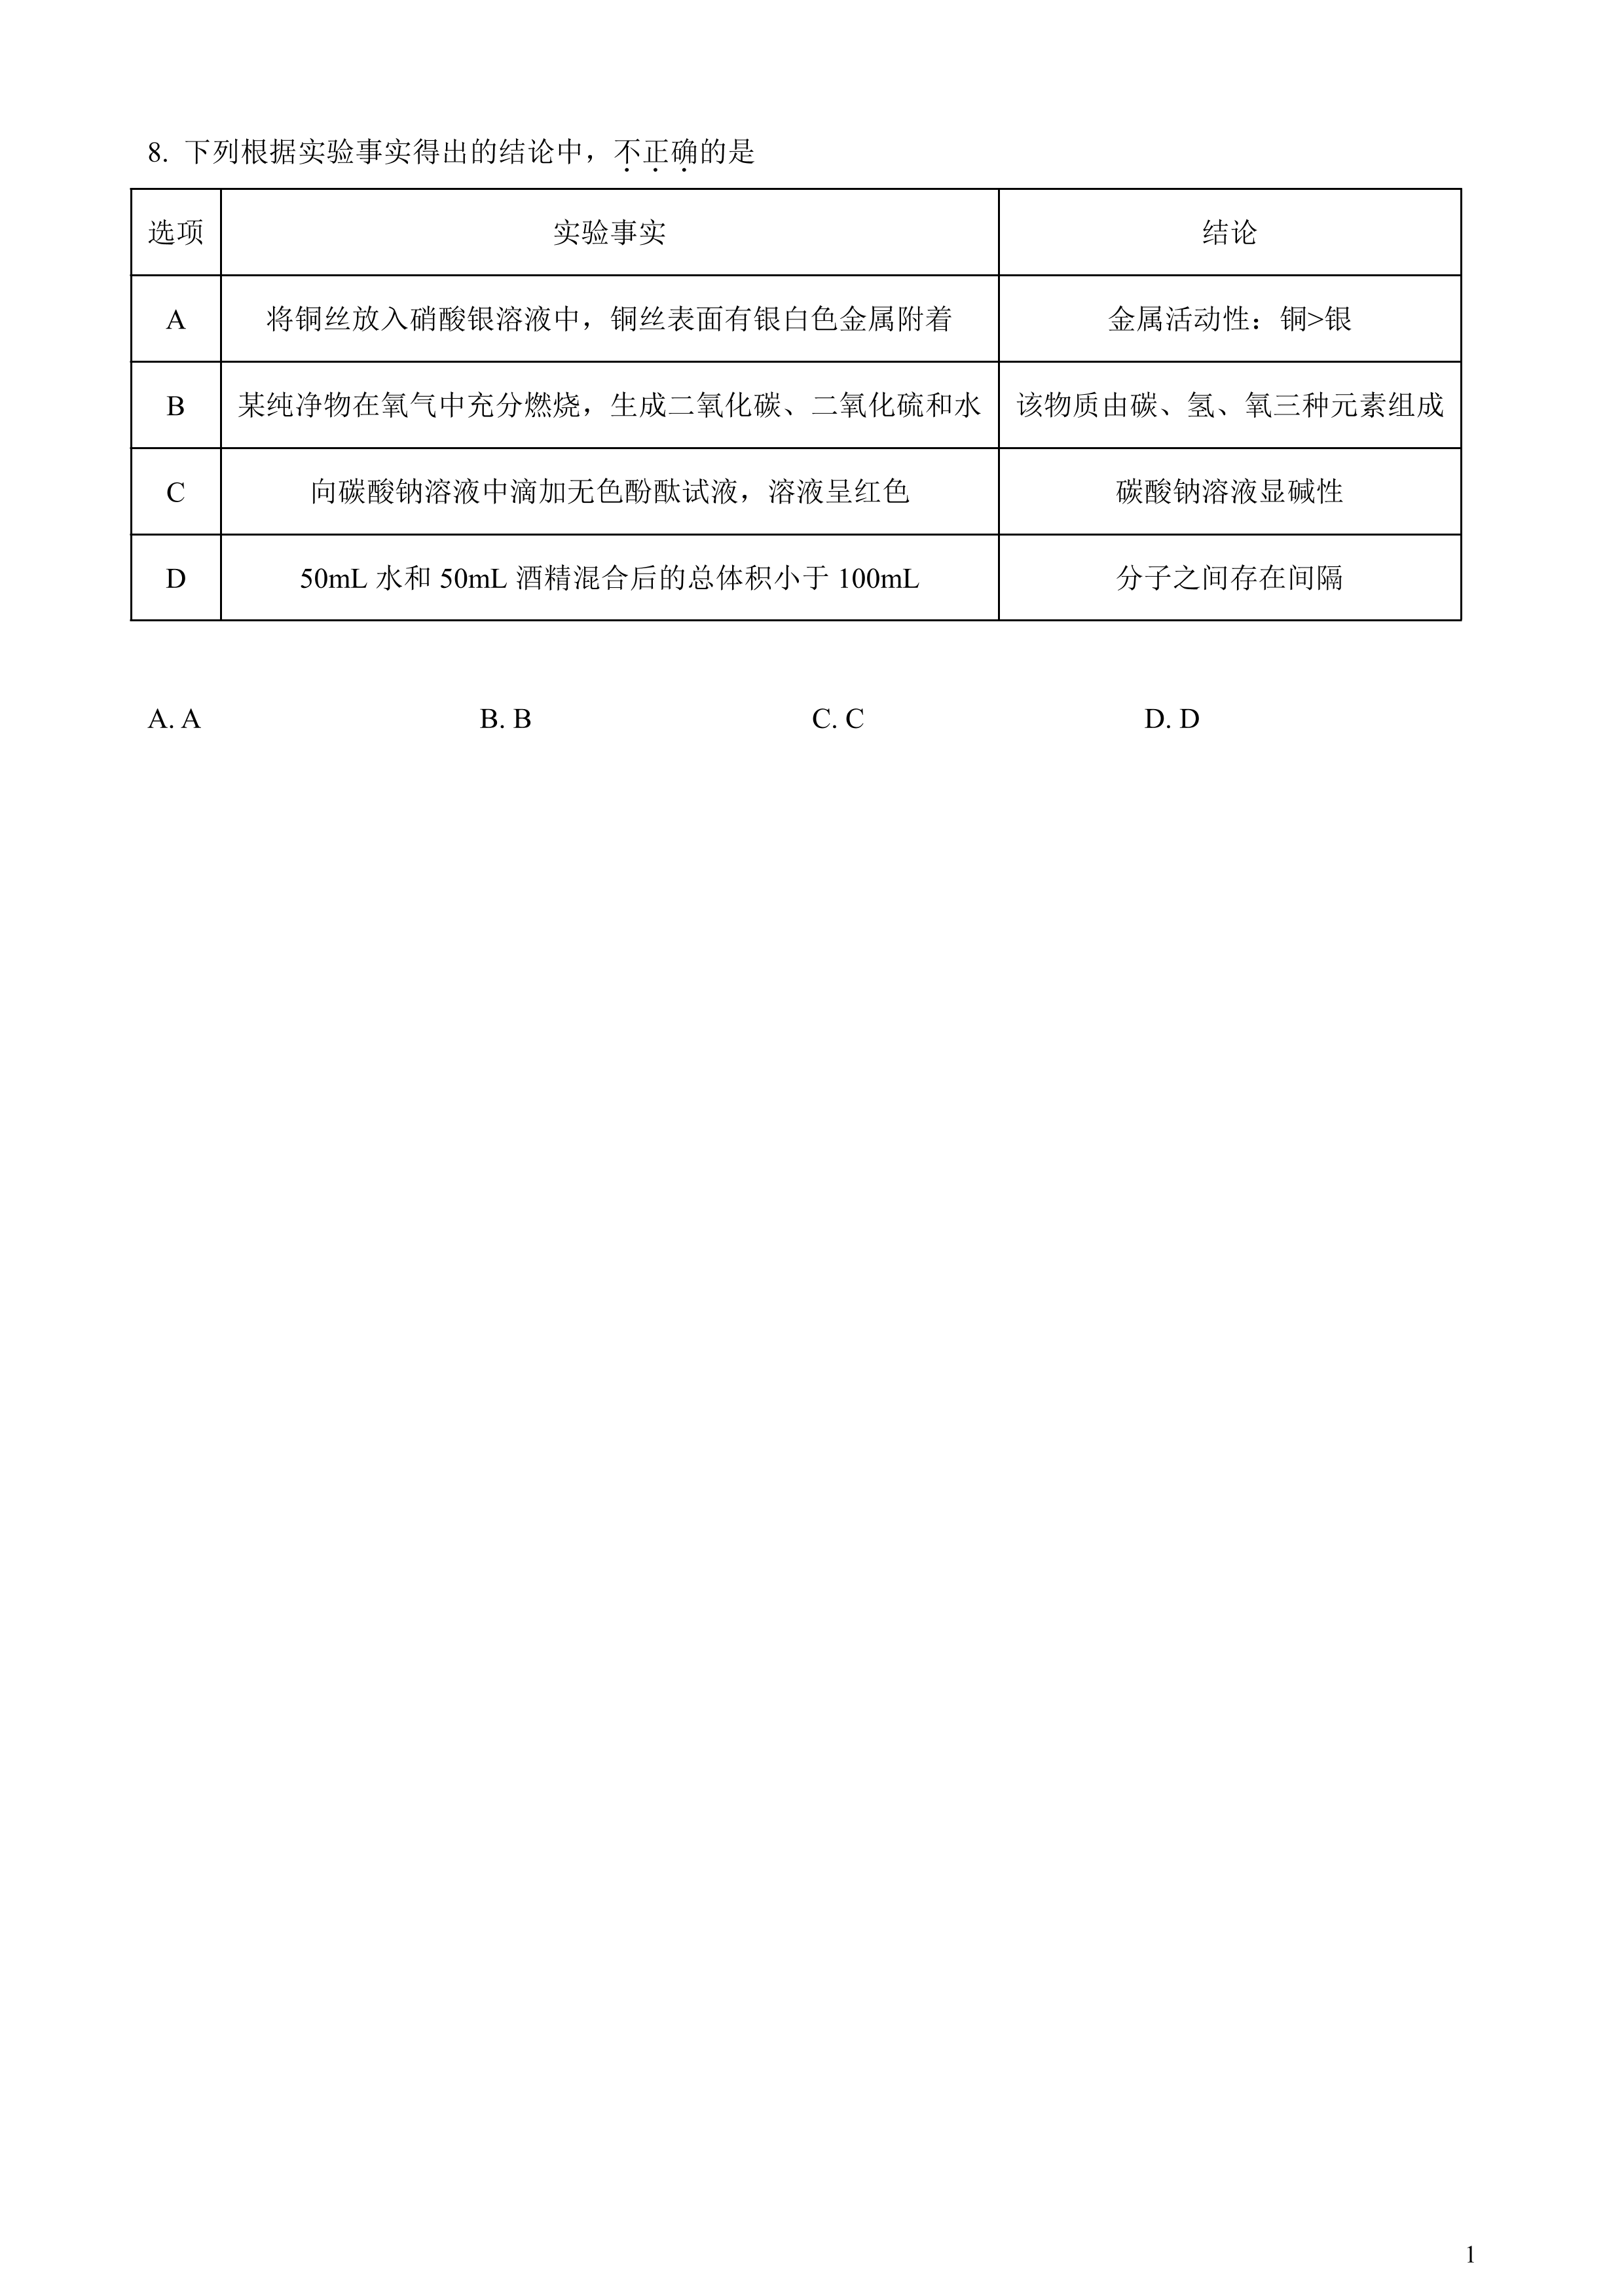 8. 下列根据实验事实得出的结论中，不正确的是
选项 实验事实 结论
A 将铜丝放入硝酸银溶液中，铜丝表面有银白色金属附着 金属活动性：铜>银
B 某纯净物在氧气中充分燃烧，生成二氧化碳、二氧化硫和水 该物质由碳、氢、氧三种元素组成
C 向碳酸钠溶液中滴加无色酚酞试液，溶液呈红色 碳酸钠溶液显碱性
D 50mL 水和 50mL 酒精混合后的总体积小于 100mL 分子之间存在间隔
A. A B. B C. C D. D
1